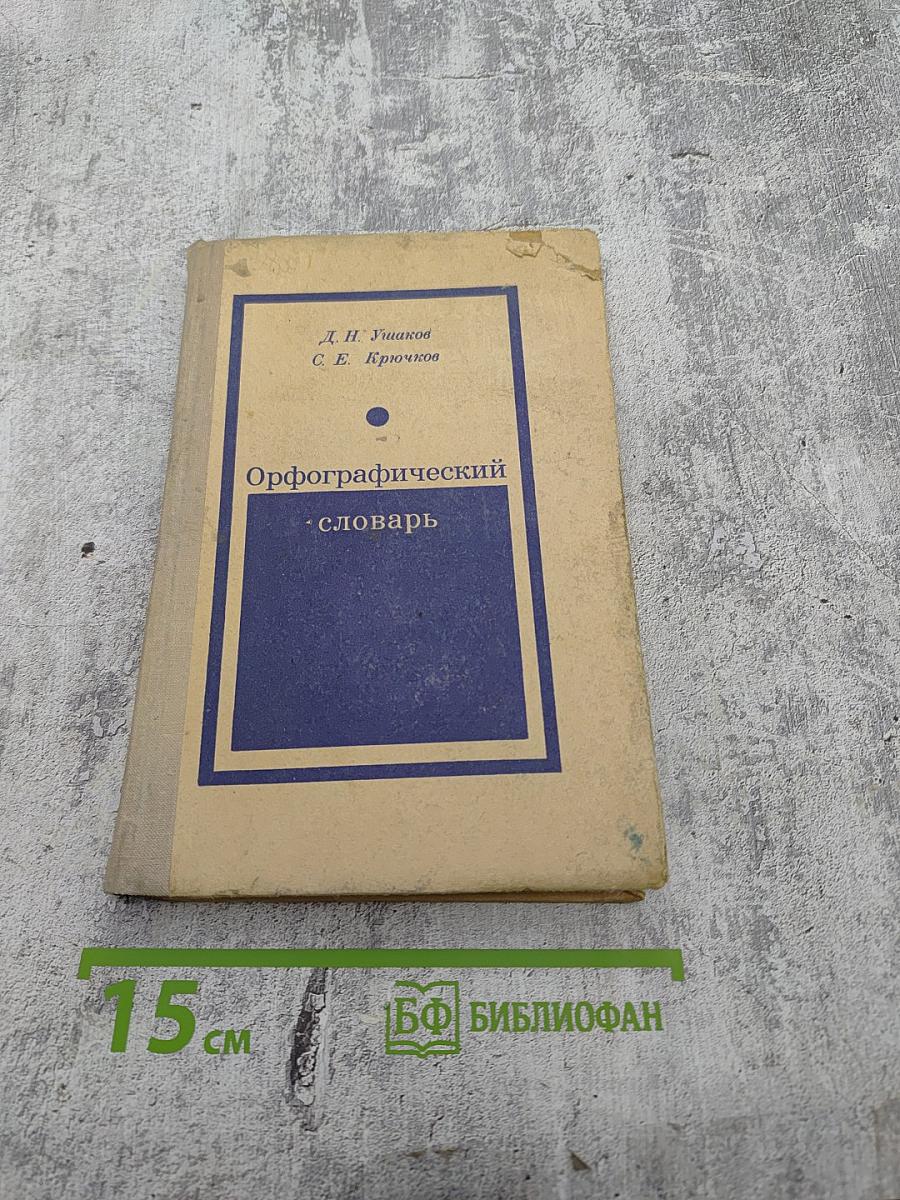 Д. Н. Ушаков
С. Е. Крючков
Орфографический
словарь
15 см
БФ БИБЛИОФАН